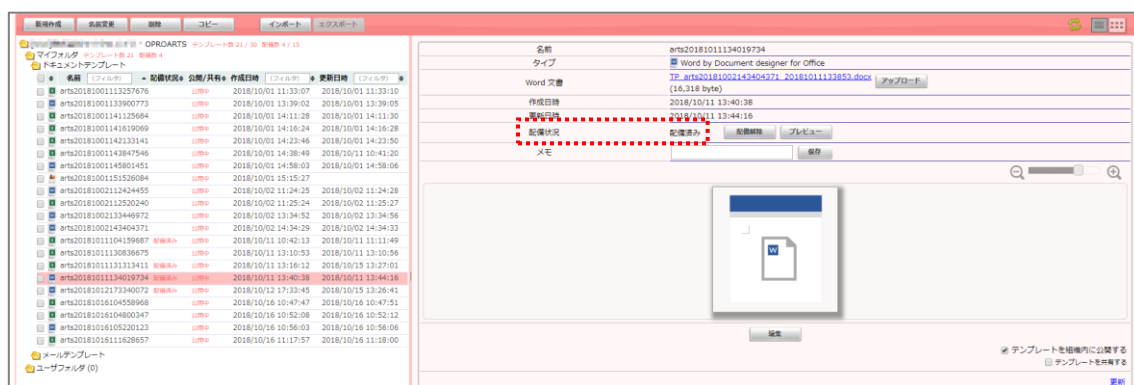 新規作成 名前変更 削除 コピー インポート エクスポート
OPROARTS テンプレート数 21 / 30 配備数 4 / 15
マイフォルダ テンプレート数 21 配備数 4
ドキュメントテンプレート
名前 (フィルタ) 配備状況 公開/共有 作成日時 (フィルタ) 更新日時 (フィルタ)
arts20181001113257676 公開中 2018/10/01 11:33:07 2018/10/01 11:33:10
arts20181001133900773 公開中 2018/10/01 13:39:02 2018/10/01 13:39:05
arts20181001141125684 公開中 2018/10/01 14:11:28 2018/10/01 14:11:30
arts20181001141619069 公開中 2018/10/01 14:16:24 2018/10/01 14:16:28
arts20181001142133141 公開中 2018/10/01 14:23:46 2018/10/01 14:23:50
arts20181001143847546 公開中 2018/10/01 14:38:49 2018/10/11 10:41:20
arts20181001145801451 公開中 2018/10/01 14:58:03 2018/10/01 14:58:06
arts20181001151526084 公開中 2018/10/01 15:15:27
arts20181002112424455 公開中 2018/10/02 11:24:25 2018/10/02 11:24:28
arts20181002112520240 公開中 2018/10/02 11:25:24 2018/10/02 11:25:27
arts20181002133446972 公開中 2018/10/02 13:34:52 2018/10/02 13:34:56
arts20181002143404371 公開中 2018/10/02 14:34:29 2018/10/02 14:34:33
arts20181011104159687 配備済み 公開中 2018/10/11 10:42:13 2018/10/11 11:11:49
arts20181011130836675 公開中 2018/10/11 13:10:53 2018/10/11 13:10:56
arts20181011131313411 配備済み 公開中 2018/10/11 13:16:12 2018/10/15 13:27:01
arts20181011134019734 配備済み 公開中 2018/10/11 13:40:38 2018/10/11 13:44:16
arts20181012173340072 配備済み 公開中 2018/10/12 17:33:45 2018/10/15 13:26:41
arts20181016104558968 公開中 2018/10/16 10:47:47 2018/10/16 10:47:51
arts20181016104800347 公開中 2018/10/16 10:52:08 2018/10/16 10:52:12
arts20181016105220123 公開中 2018/10/16 10:56:03 2018/10/16 10:56:06
arts20181016111628657 公開中 2018/10/16 11:17:57 2018/10/16 11:18:00
メールテンプレート
ユーザフォルダ (0)
名前 arts20181011134019734
タイプ Word by Document designer for Office
Word 文書 TP_arts20181002143404371_20181011133853.docx アップロード
(16,318 byte)
作成日時 2018/10/11 13:40:38
更新日時 2018/10/11 13:44:16
配備状況 配備済み 配備解除 プレビュー
メモ 保存
W
編集
テンプレートを組織内に公開する
テンプレートを共有する
更新